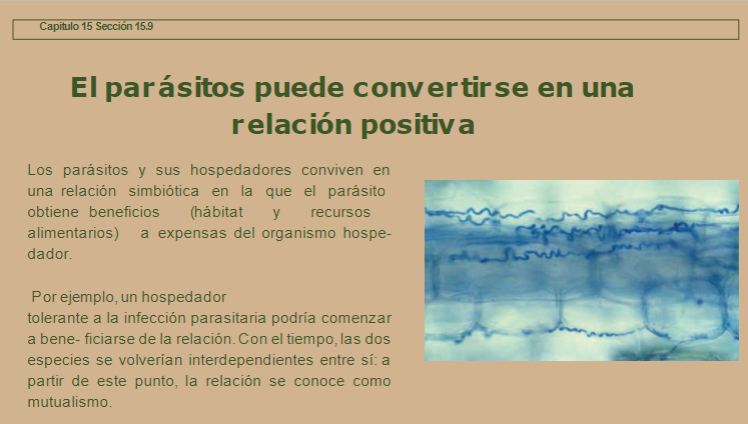 Capitulo 15 Sección 15.9
El parásitos puede convertirse en una
relación positiva
Los parásitos y sus hospedadores conviven en
una relación simbiótica en la que el parásito
obtiene beneficios (hábitat y recursos
alimentarios) a expensas del organismo hospe-
dador.
Por ejemplo, un hospedador
tolerante a la infección parasitaria podría comenzar
a bene- ficiarse de la relación. Con el tiempo, las dos
especies se volverían interdependientes entre sí: a
partir de este punto, la relación se conoce como
mutualismo.